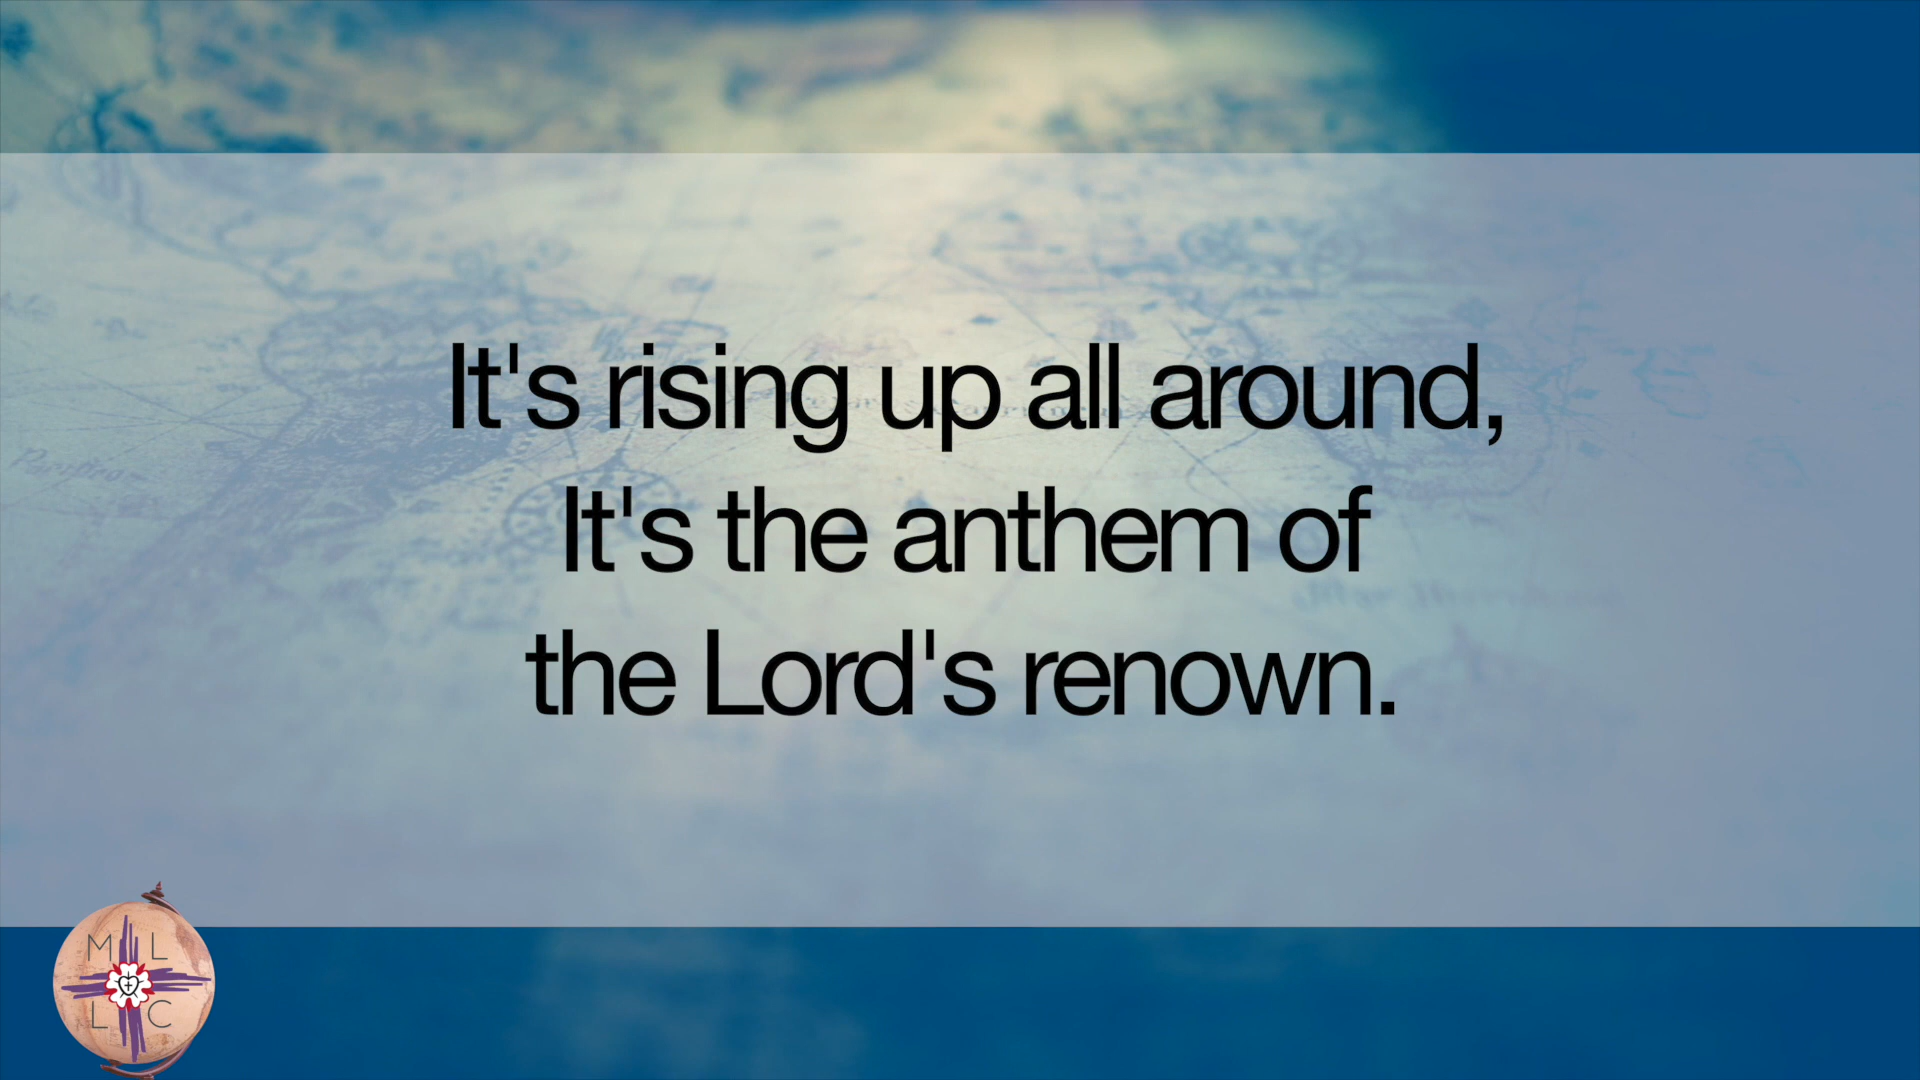 It's rising up all around,
It's the anthem of
the Lord's renown.
M L
L C